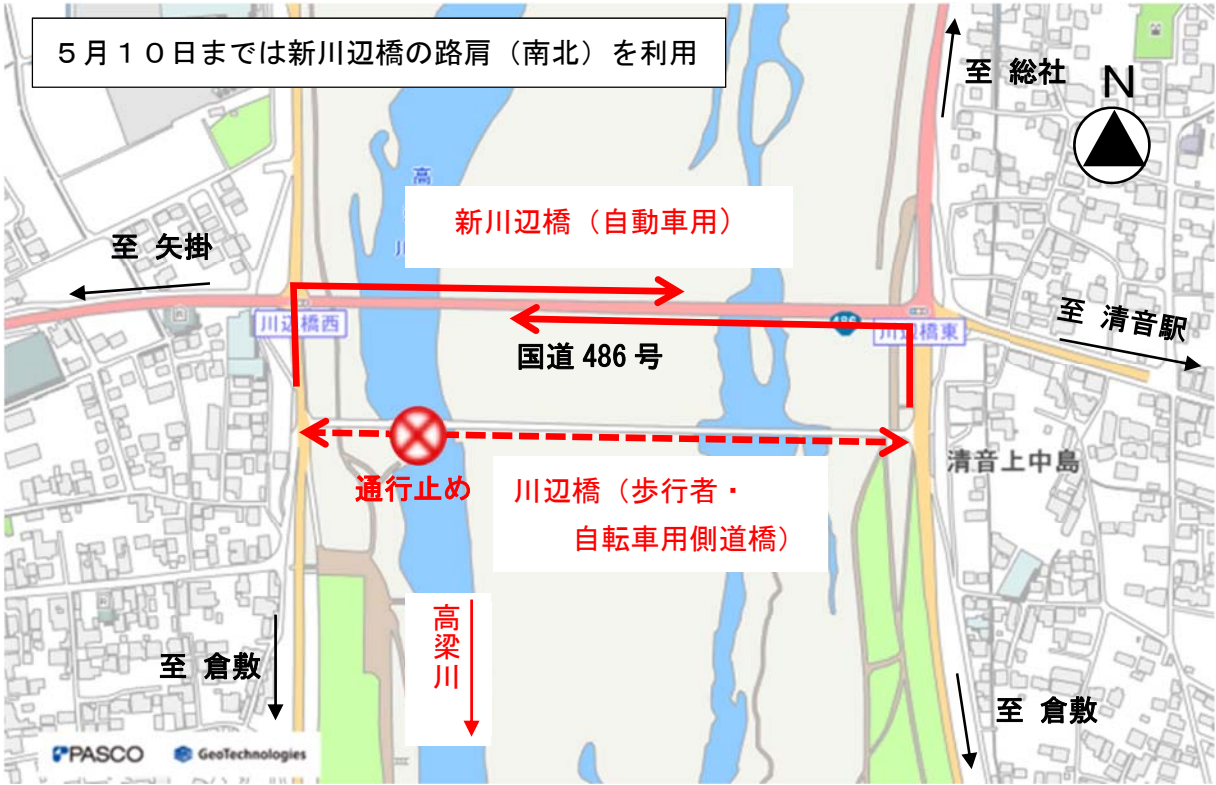 ５月１０日までは新川辺橋の路肩（南北）を利用
至 総社
N
高
川
新川辺橋（自動車用）
至 矢掛
川辺橋西
486
川辺橋東
至 清音駅
国道 486 号
通行止め
川辺橋（歩行者・
自転車用側道橋）
清音上中島
高梁川
至 倉敷
至 倉敷
PASCO
GeoTechnologies